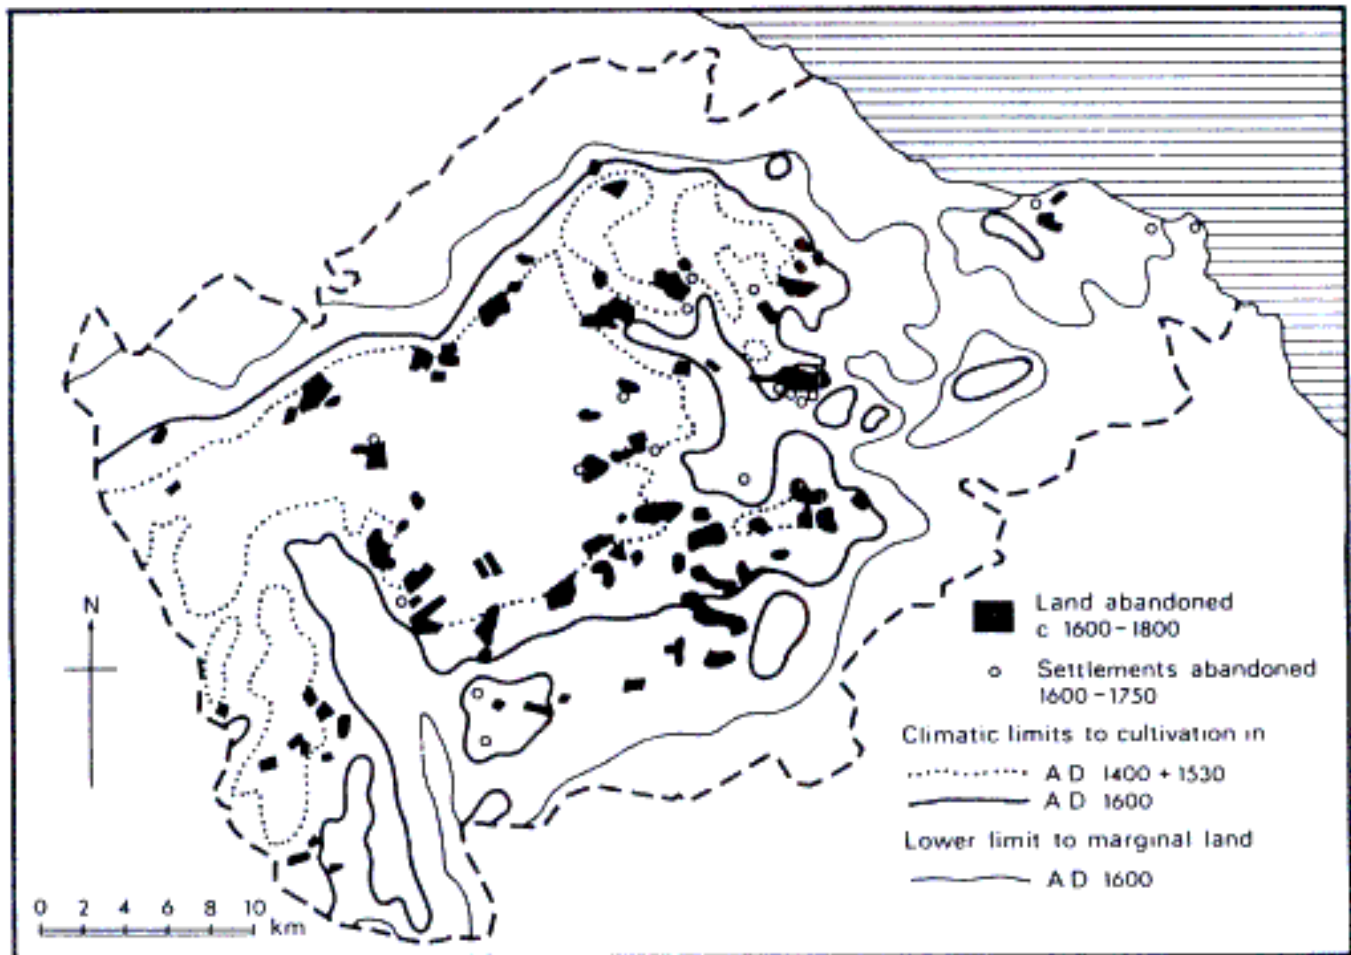 N
Land abandoned
c 1600-1800
Settlements abandoned
1600-1750
Climatic limits to cultivation in
A D 1400 + 1530
A D 1600
Lower limit to marginal land
A D 1600
0 2 4 6 8 10
km